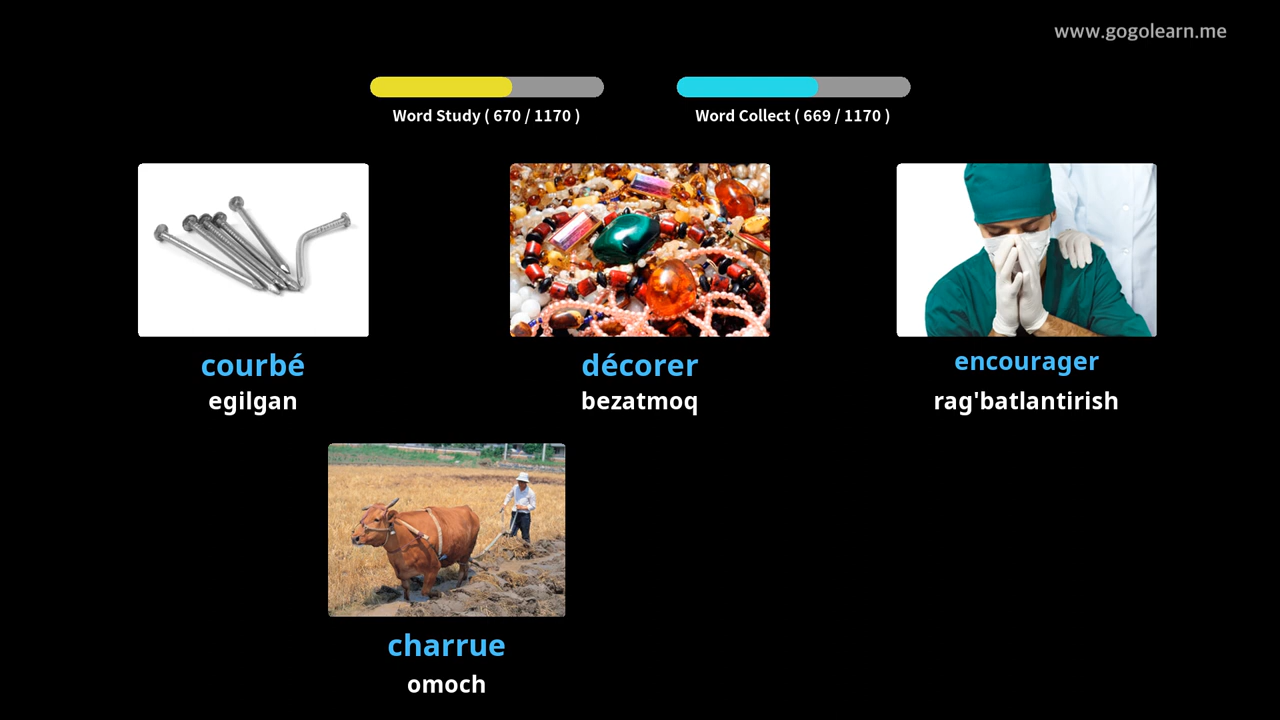 www.gogolearn.me
Word Study ( 670 / 1170 )
Word Collect ( 669 / 1170 )
courbé
egilgan
décorer
bezatmoq
encourager
rag'batlantirish
charrue
omoch